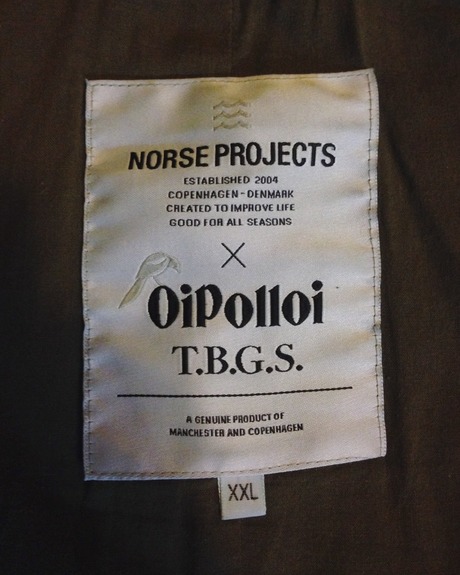 NORSE PROJECTS
ESTABLISHED 2004
COPENHAGEN - DENMARK
CREATED TO IMPROVE LIFE
GOOD FOR ALL SEASONS
X
OiPolloi
T.B.G.S.
A GENUINE PRODUCT OF
MANCHESTER AND COPENHAGEN
XXL